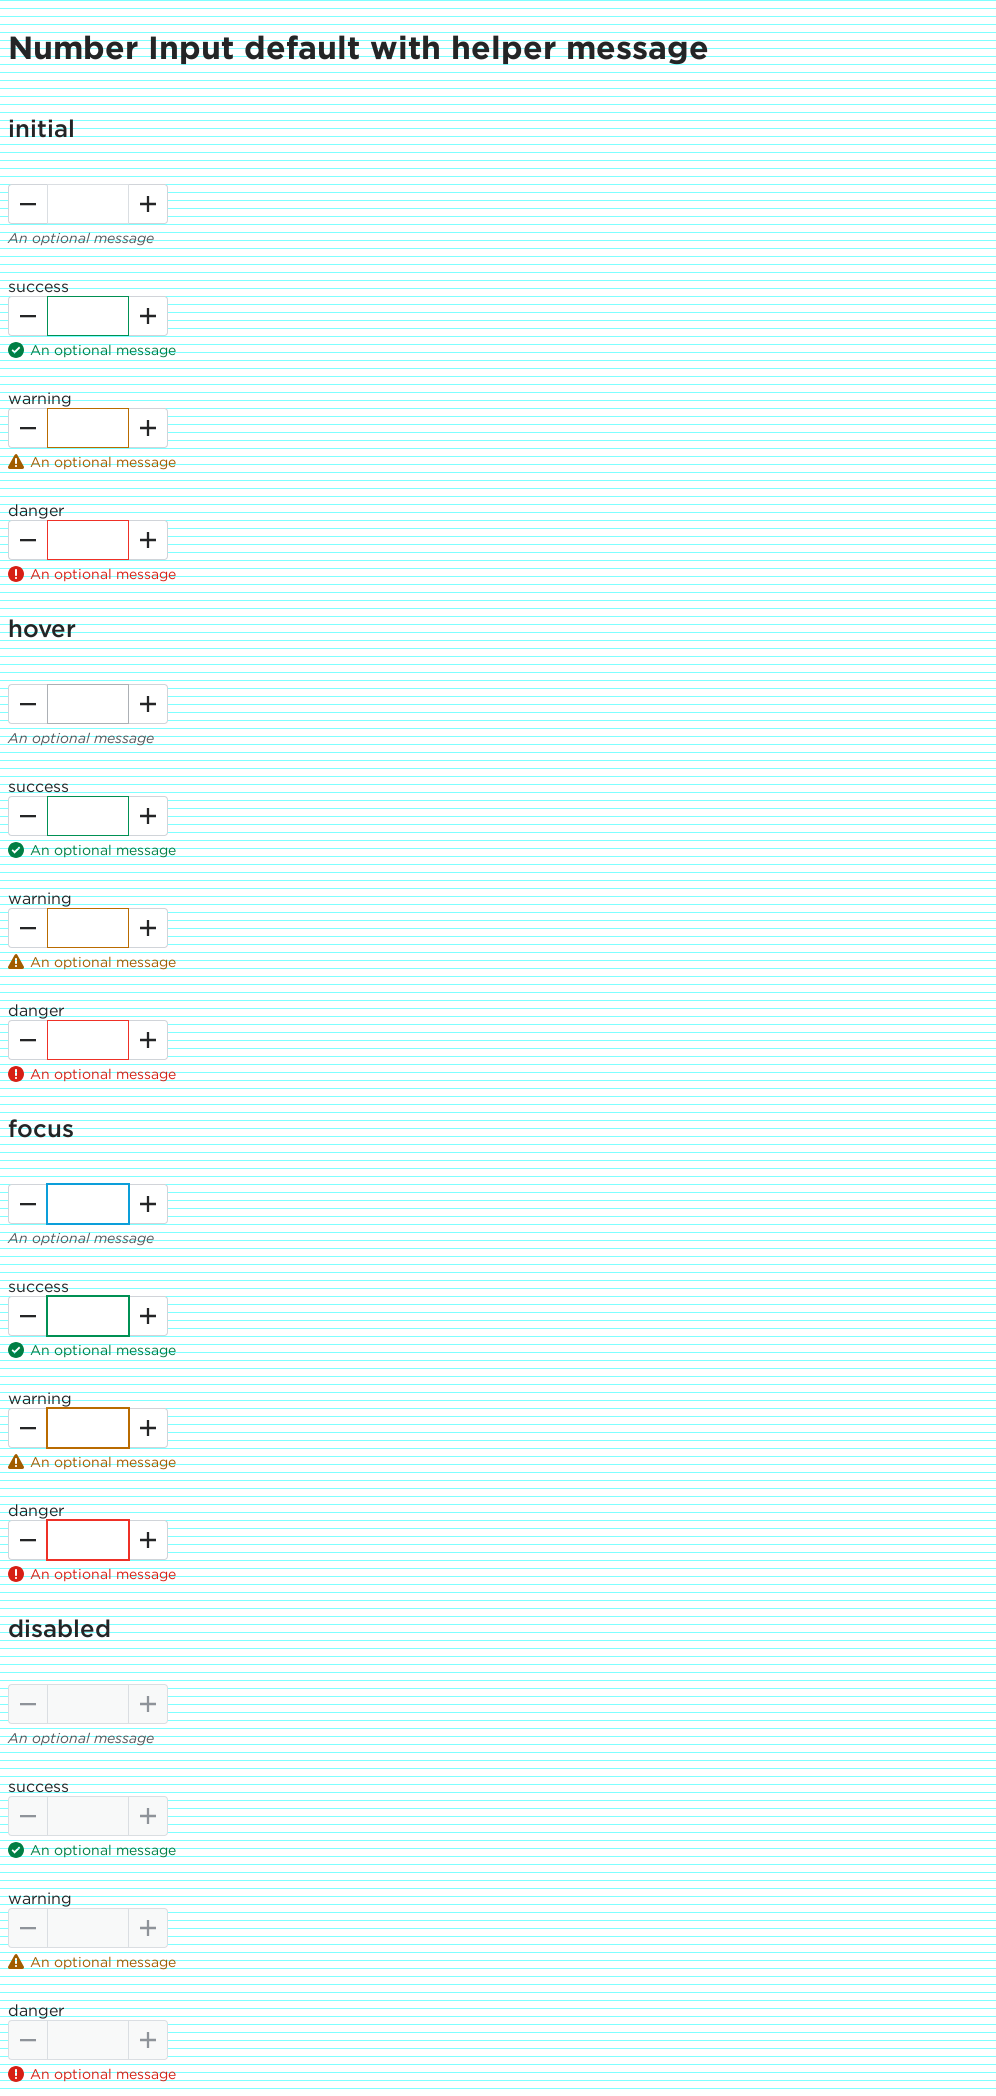 Number Input default with helper message
initial
An optional message
success
An optional message
warning
An optional message
danger
An optional message
hover
An optional message
success
An optional message
warning
An optional message
danger
An optional message
focus
An optional message
success
An optional message
warning
An optional message
danger
An optional message
disabled
An optional message
success
An optional message
warning
An optional message
danger
An optional message